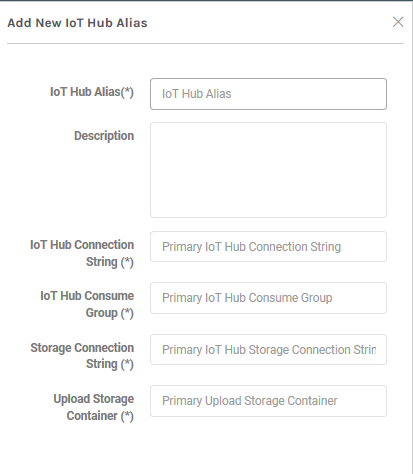 Add New IoT Hub Alias
IoT Hub Alias(*)
IoT Hub Alias
Description
IoT Hub Connection
String (*)
Primary IoT Hub Connection String
IoT Hub Consume
Group (*)
Primary IoT Hub Consume Group
Storage Connection
String (*)
Primary IoT Hub Storage Connection Strin
Upload Storage
Container (*)
Primary Upload Storage Container